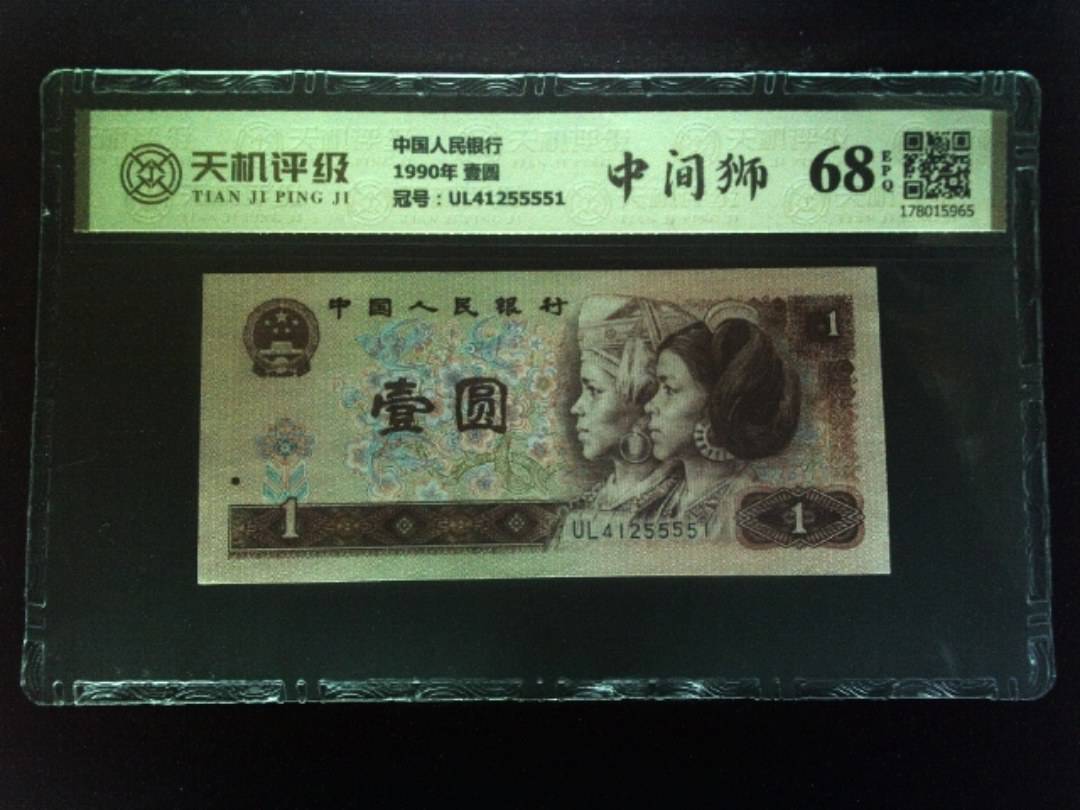 天机评级
TIAN JI PING JI
中国人民银行
1990年 壹圆
冠号：UL41255551
中间狮
68
EPQ
178015965
中国人民银行
1
壹圆
1
UL41255551
1